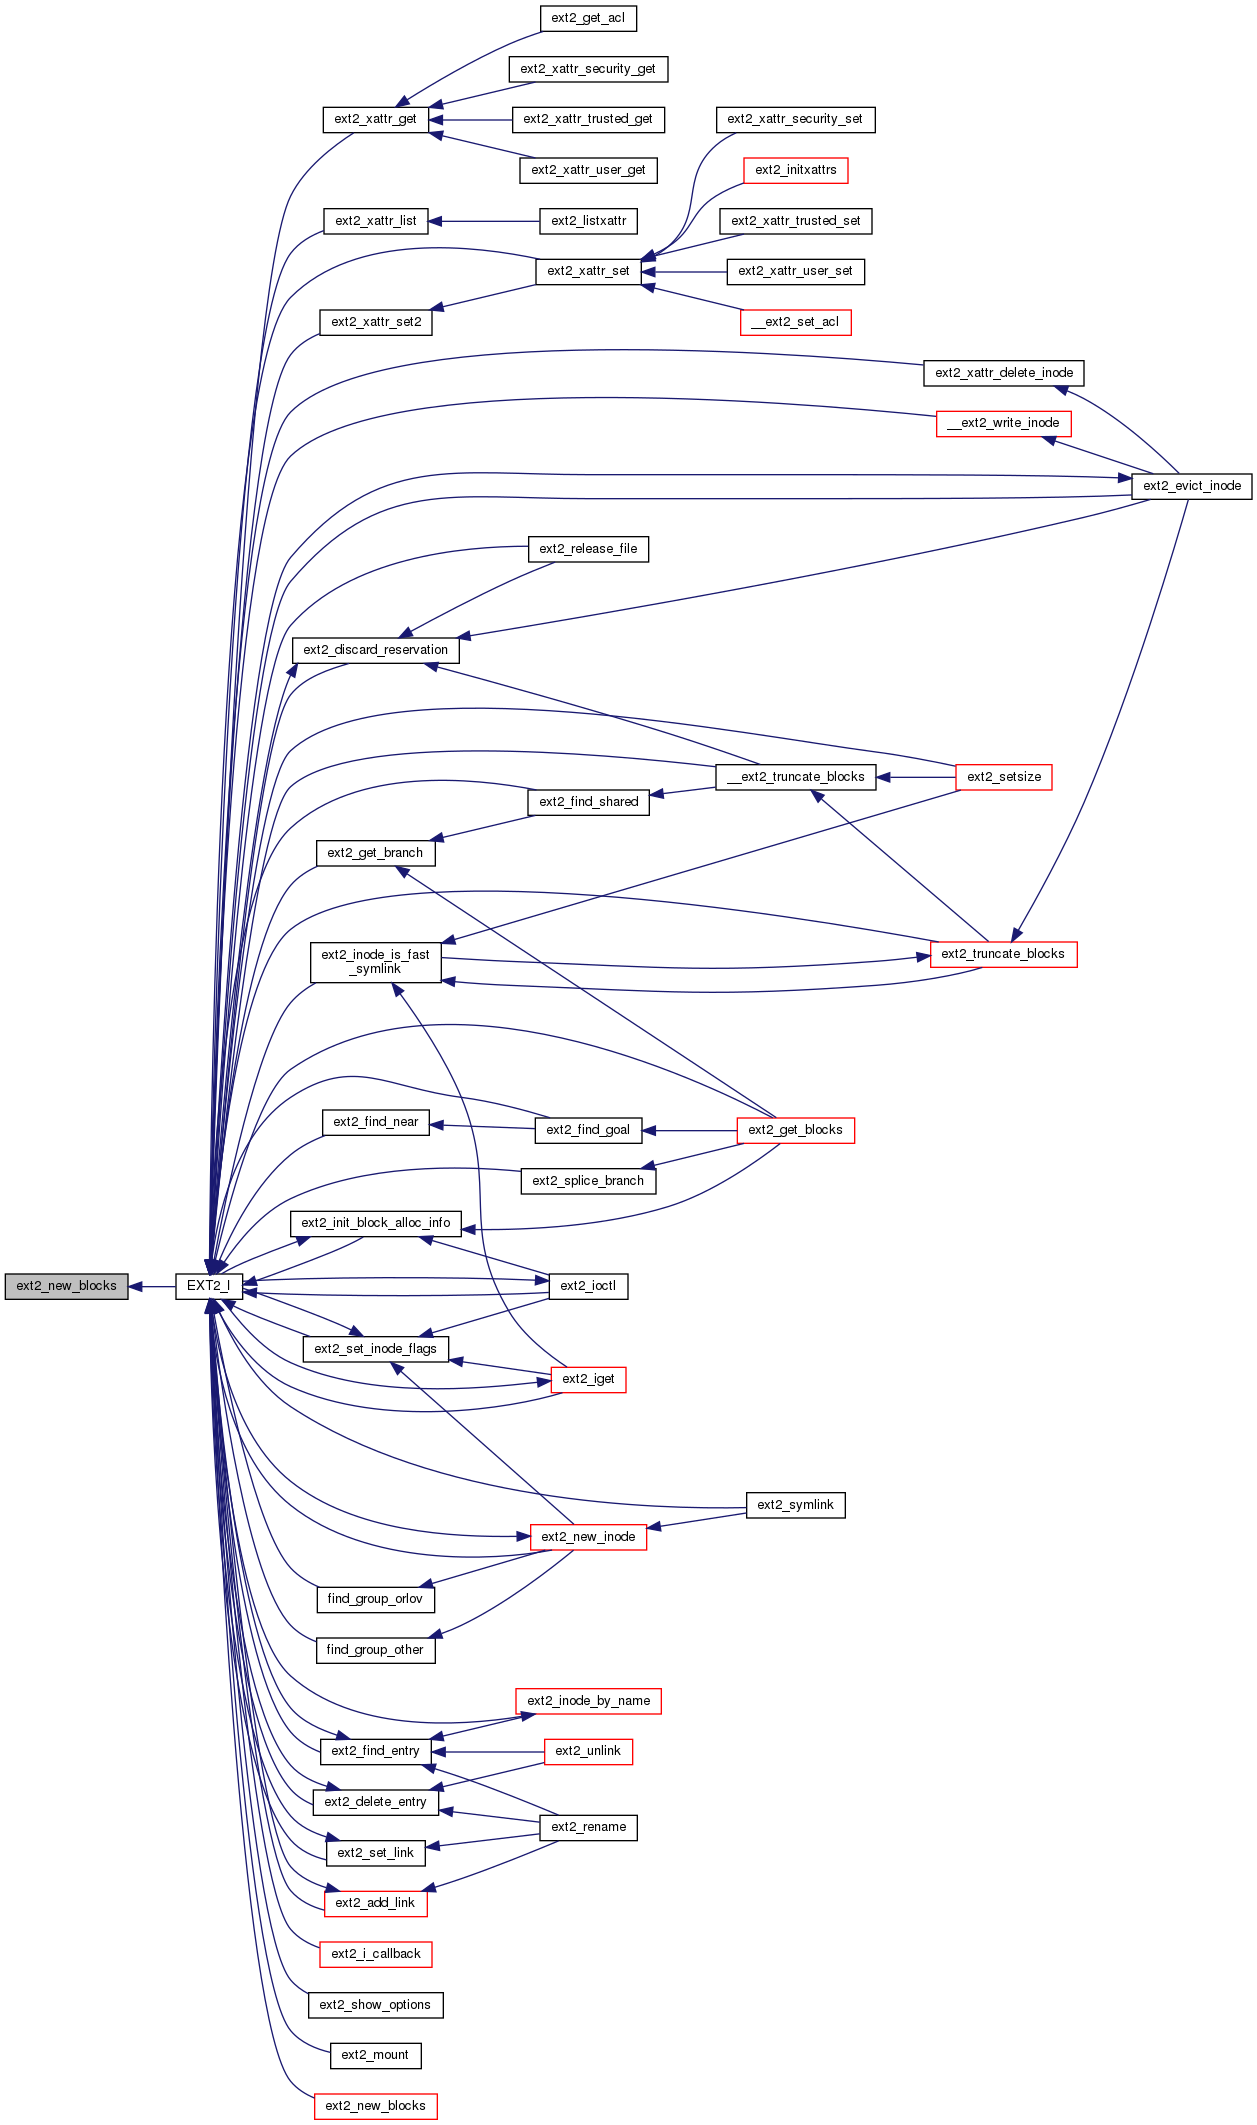 ext2_get_acl
ext2_xattr_security_get
ext2_xattr_get
ext2_xattr_trusted_get
ext2_xattr_security_set
ext2_xattr_user_get
ext2_initxattrs
ext2_xattr_list
ext2_listxattr
ext2_xattr_trusted_set
ext2_xattr_set
ext2_xattr_user_set
ext2_xattr_set2
__ext2_set_acl
ext2_xattr_delete_inode
__ext2_write_inode
ext2_evict_inode
ext2_release_file
ext2_discard_reservation
__ext2_truncate_blocks
ext2_setsize
ext2_find_shared
ext2_get_branch
ext2_inode_is_fast
_symlink
ext2_truncate_blocks
ext2_find_near
ext2_find_goal
ext2_get_blocks
ext2_splice_branch
ext2_init_block_alloc_info
ext2_new_blocks
EXT2_I
ext2_ioctl
ext2_set_inode_flags
ext2_iget
ext2_symlink
ext2_new_inode
find_group_orlov
find_group_other
ext2_inode_by_name
ext2_find_entry
ext2_unlink
ext2_delete_entry
ext2_rename
ext2_set_link
ext2_add_link
ext2_i_callback
ext2_show_options
ext2_mount
ext2_new_blocks